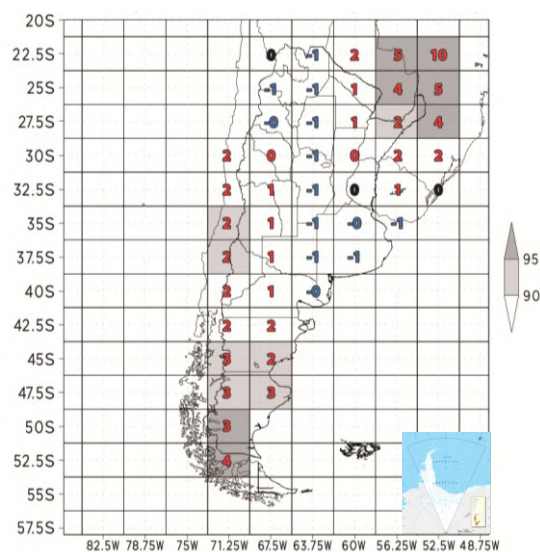 20S
22.5S 0 -1 2 5 10
25S -1 -1 1 4 5
27.5S -0 -1 1 2 4
30S 2 0 -1 0 2 2
32.5S 2 1 -1 0 1 0
35S 2 1 -1 -0 -1
37.5S 2 1 -1 -1
95
90
40S 2 1 -0
42.5S 2 2
45S 3 2
47.5S 3 3
50S 3
52.5S 4
55S
57.5S
82.5W 78.75W 75W 71.25W 67.5W 63.75W 60W 56.25W 52.5W 48.75W